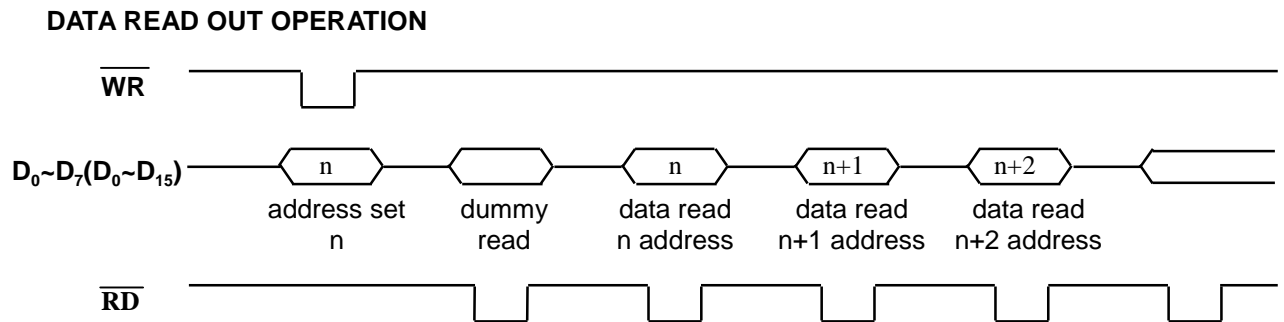 DATA READ OUT OPERATION
WR
D0~D7(D0~D15)
n
n
n+1
n+2
address set
n
dummy
read
data read
n address
data read
n+1 address
data read
n+2 address
RD